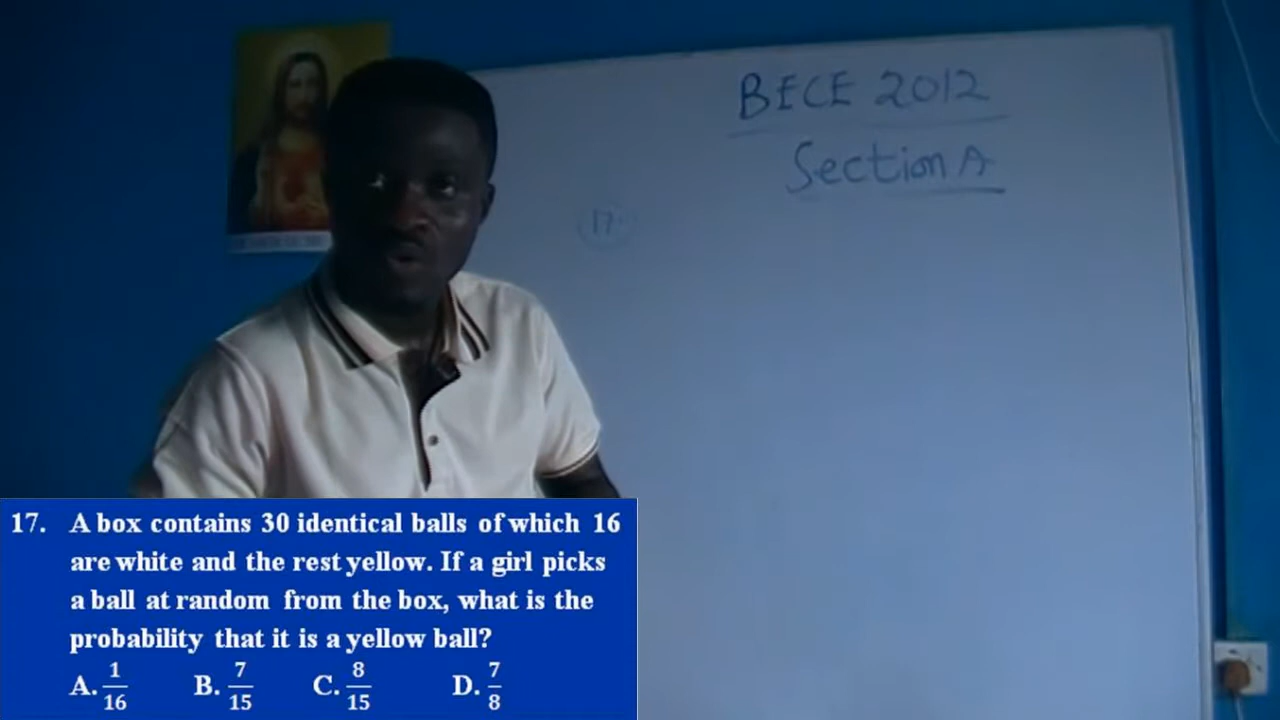 BECE 2012
Section A
17
17. A box contains 30 identical balls of which 16
are white and the rest yellow. If a girl picks
a ball at random from the box, what is the
probability that it is a yellow ball?
A. 1/16 B. 7/15 C. 8/15 D. 7/8